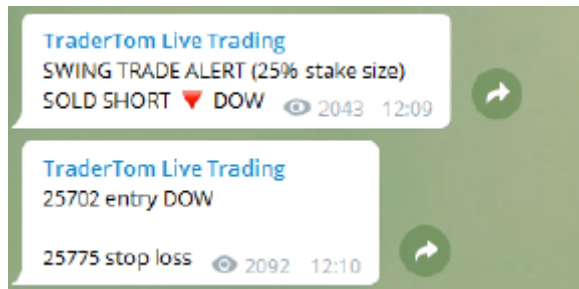 TraderTom Live Trading
SWING TRADE ALERT (25% stake size)
SOLD SHORT 🔻 DOW 2043 12:09
TraderTom Live Trading
25702 entry DOW
25775 stop loss 2092 12:10